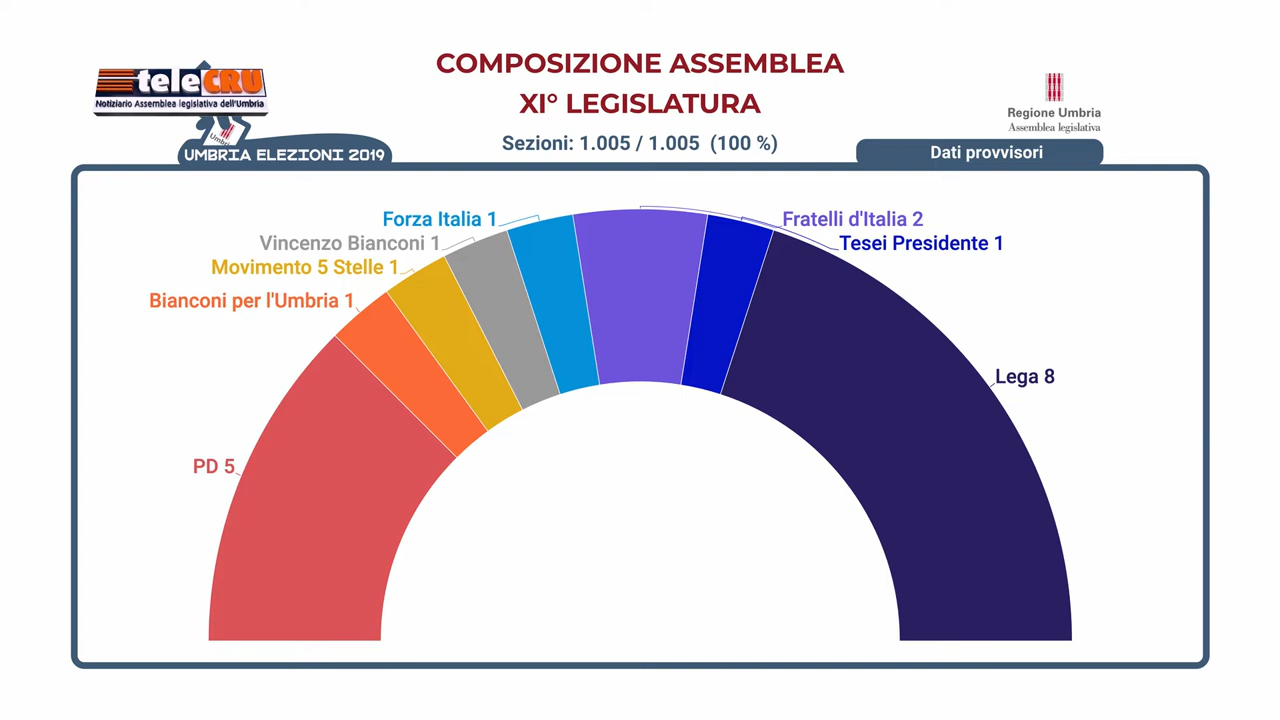 COMPOSIZIONE ASSEMBLEA
XI° LEGISLATURA
Sezioni: 1.005 / 1.005 (100 %)
teleCRU
Notiziario Assemblea legislativa dell'Umbria
Umbria
UMBRIA ELEZIONI 2019
Regione Umbria
Assemblea legislativa
Dati provvisori
Forza Italia 1
Fratelli d'Italia 2
Vincenzo Bianconi 1
Tesei Presidente 1
Movimento 5 Stelle 1
Bianconi per l'Umbria 1
Lega 8
PD 5